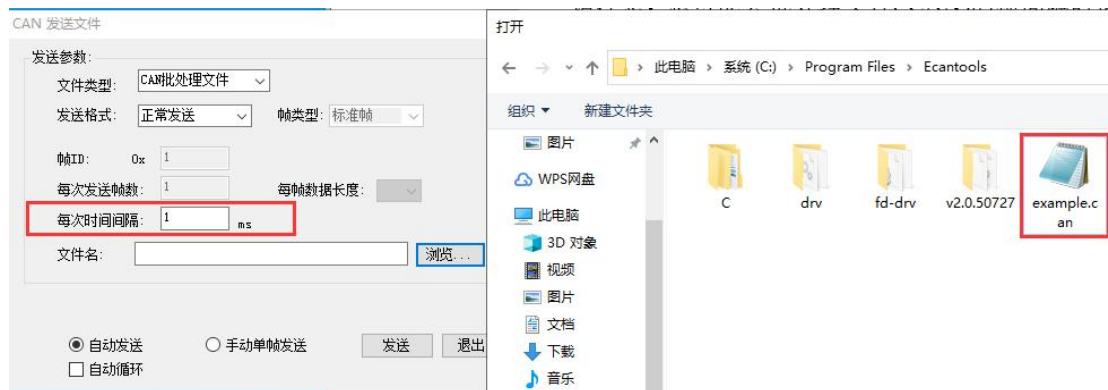 CAN 发送文件
发送参数:
文件类型: CAN批处理文件
发送格式: 正常发送 帧类型: 标准帧
帧ID: 0x 1
每次发送帧数: 1 每帧数据长度:
每次时间间隔: 1 ms
文件名: 浏览...
自动发送 手动单帧发送 发送 退出
自动循环
打开
此电脑 > 系统 (C:) > Program Files > Ecantools
组织 新建文件夹
图片
WPS网盘
此电脑
3D 对象
视频
图片
文档
下载
音乐
C drv fd-drv v2.0.50727 example.c
an